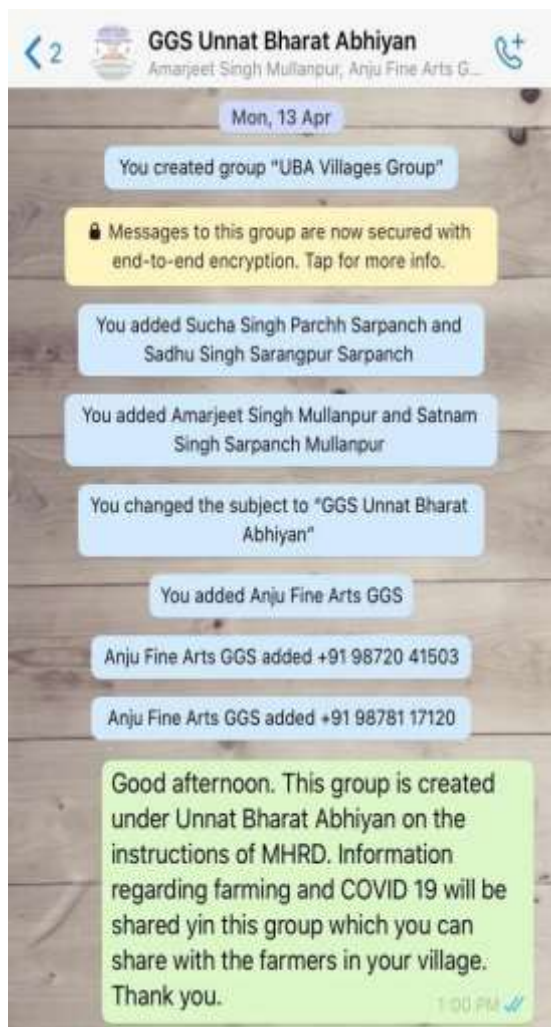 2
GGS Unnat Bharat Abhiyan
Amarjeet Singh Mullanpur, Anju Fine Arts G...
Mon, 13 Apr
You created group "UBA Villages Group"
Messages to this group are now secured with
end-to-end encryption. Tap for more info.
You added Sucha Singh Parchh Sarpanch and
Sadhu Singh Sarangpur Sarpanch
You added Amarjeet Singh Mullanpur and Satnam
Singh Sarpanch Mullanpur
You changed the subject to "GGS Unnat Bharat
Abhiyan"
You added Anju Fine Arts GGS
Anju Fine Arts GGS added +91 98720 41503
Anju Fine Arts GGS added +91 98781 17120
Good afternoon. This group is created
under Unnat Bharat Abhiyan on the
instructions of MHRD. Information
regarding farming and COVID 19 will be
shared yin this group which you can
share with the farmers in your village.
Thank you.
1:00 PM